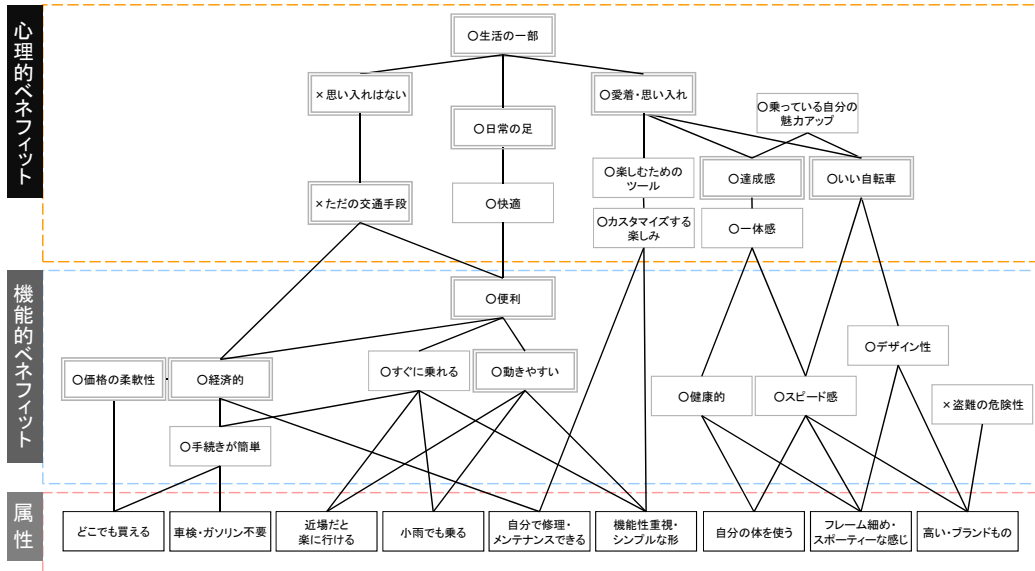 心理的ベネフィット
○生活の一部
×思い入れはない
○愛着・思い入れ
○乗っている自分の
魅力アップ
○日常の足
○楽しむための
ツール
○達成感
○いい自転車
×ただの交通手段
○快適
○カスタマイズする
楽しみ
○一体感
機能的ベネフィット
○便利
○デザイン性
○価格の柔軟性
○経済的
○すぐに乗れる
○動きやすい
○健康的
○スピード感
×盗難の危険性
○手続きが簡単
属性
どこでも買える
車検・ガソリン不要
近場だと
楽に行ける
小雨でも乗る
自分で修理・
メンテナンスできる
機能性重視・
シンプルな形
自分の体を使う
フレーム細め・
スポーティーな感じ
高い・ブランドもの